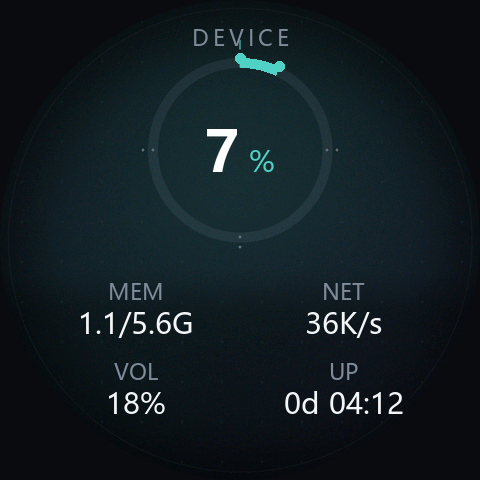 DEVICE
7 %
MEM
NET
1.1/5.6G
36K/s
VOL
UP
18%
0d 04:12